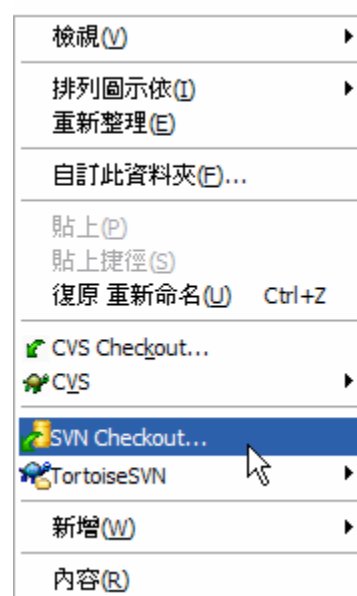 檢視(V)
排列圖示依(I)
重新整理(E)
自訂此資料夾(F)...
貼上(P)
貼上捷徑(S)
復原 重新命名(U) Ctrl+Z
CVS Checkout...
CVS
SVN Checkout...
TortoiseSVN
新增(W)
內容(R)